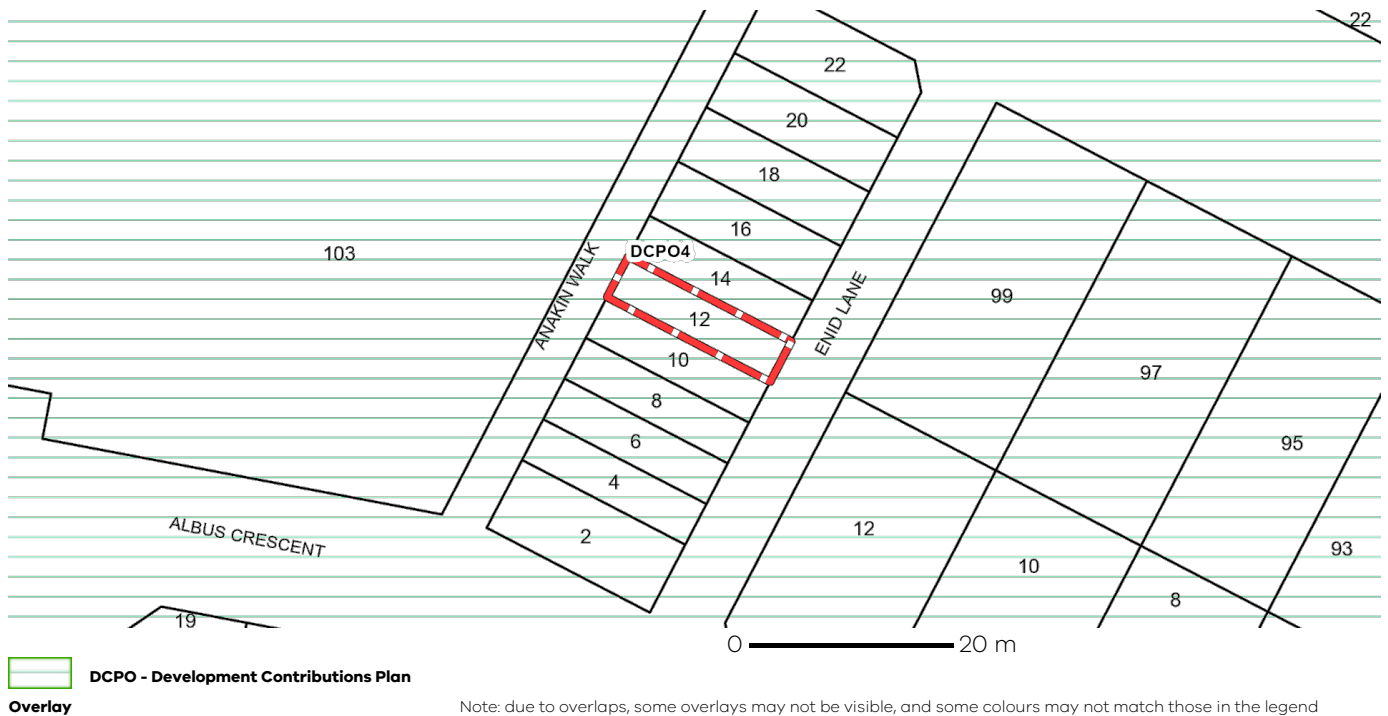 22
22
20
18
16
DCPO4
103
14
ANAKIN WALK
12
ENID LANE
99
10
97
8
6
95
4
ALBUS CRESCENT
2
12
93
10
8
19
0 20 m
DCPO - Development Contributions Plan
Overlay
Note: due to overlaps, some overlays may not be visible, and some colours may not match those in the legend